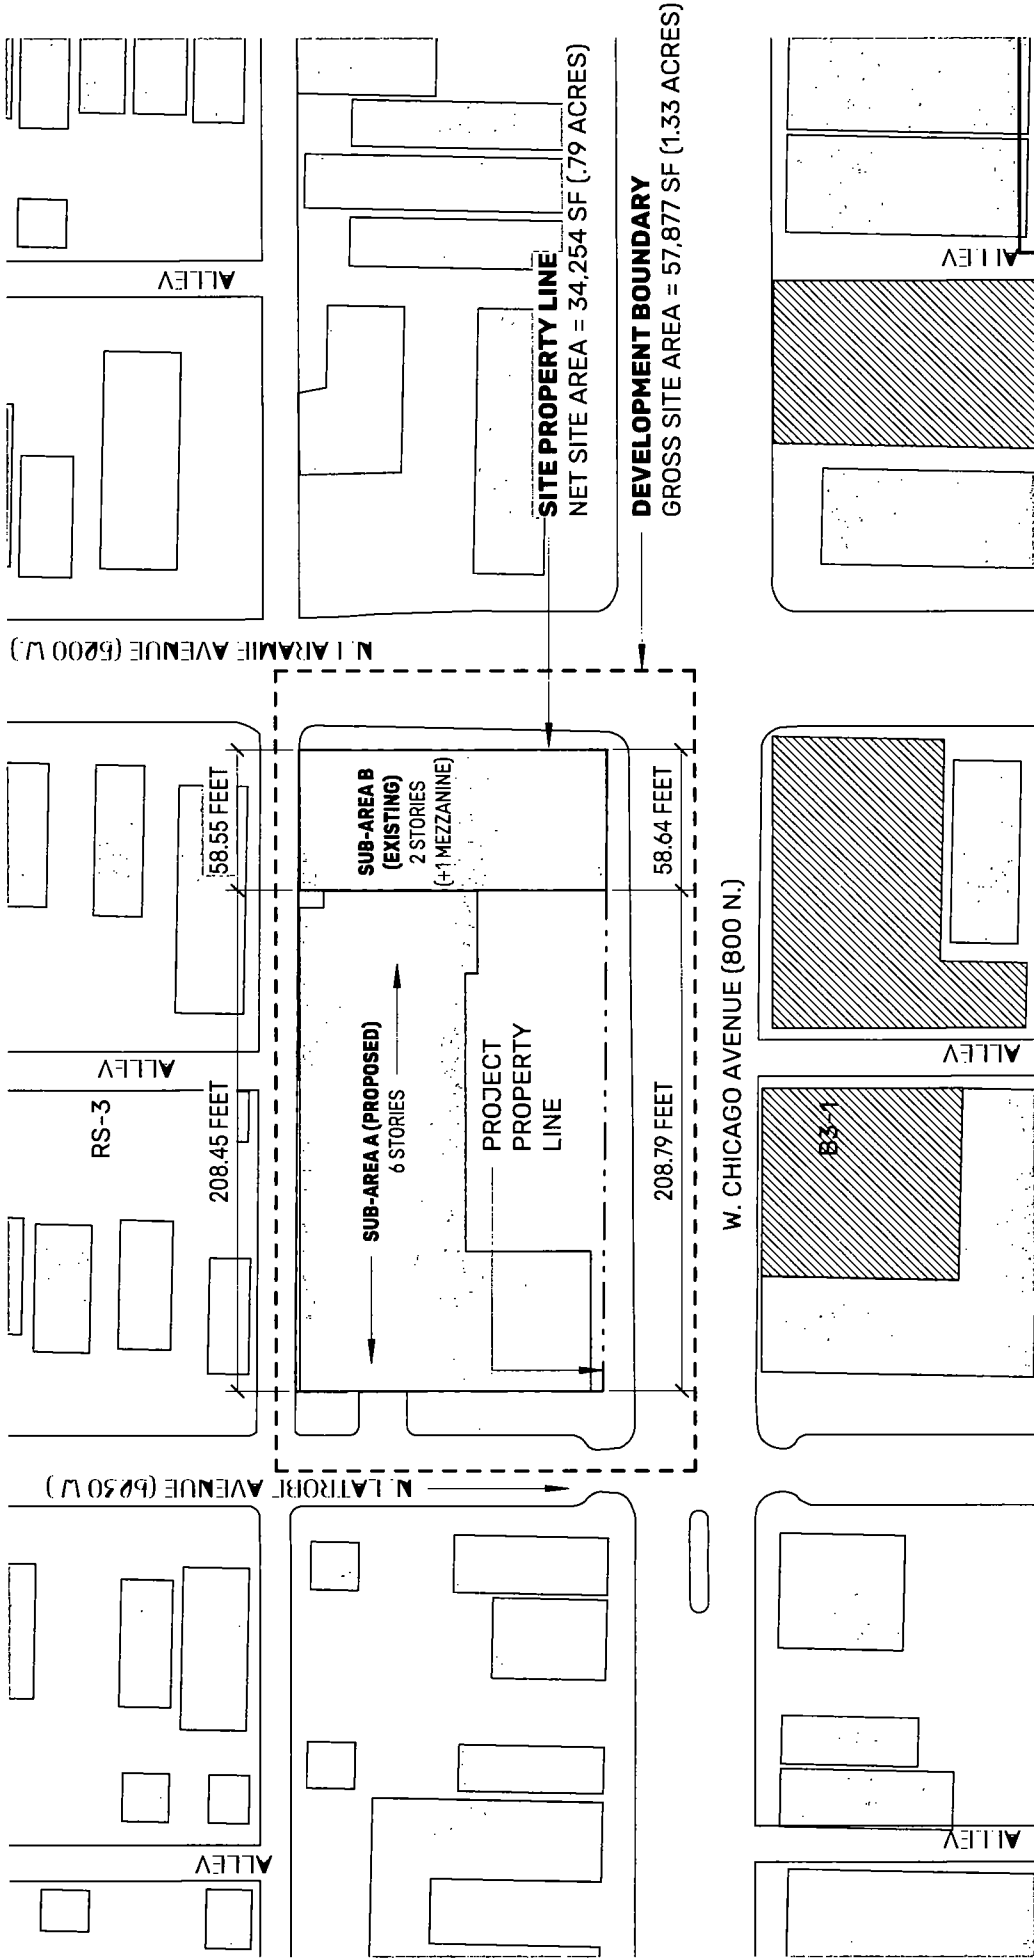 ALLEY
ALLEY
N. LARAMIE AVENUE (5200 W.)
SITE PROPERTY LINE
NET SITE AREA = 34,254 SF (.79 ACRES)
DEVELOPMENT BOUNDARY
GROSS SITE AREA = 57,877 SF (1.33 ACRES)
58.55 FEET
SUB-AREA B
(EXISTING)
2 STORIES
(+1 MEZZANINE)
58.64 FEET
ALLEY
RS-3
208.45 FEET
SUB-AREA A (PROPOSED)
6 STORIES
PROJECT
PROPERTY
LINE
208.79 FEET
W. CHICAGO AVENUE (800 N.)
ALLEY
B3-1
N. LATROBE AVENUE (5230 W.)
ALLEY
ALLEY